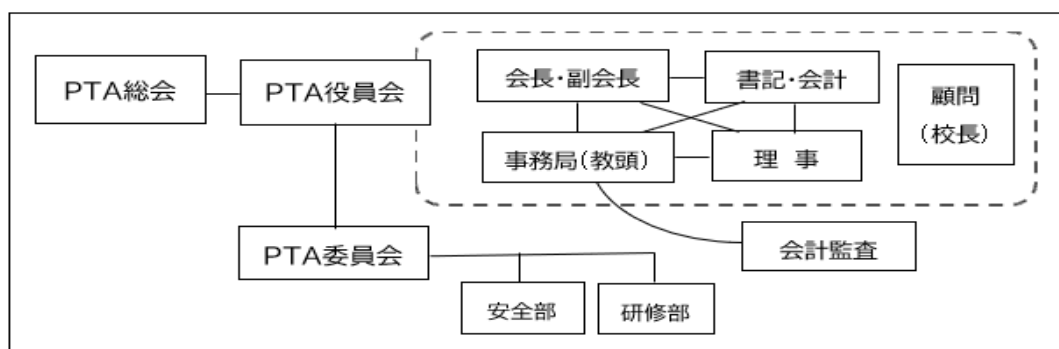 PTA総会
PTA役員会
会長・副会長
書記・会計
顧問
(校長)
事務局(教頭)
理 事
PTA委員会
会計監査
安全部
研修部